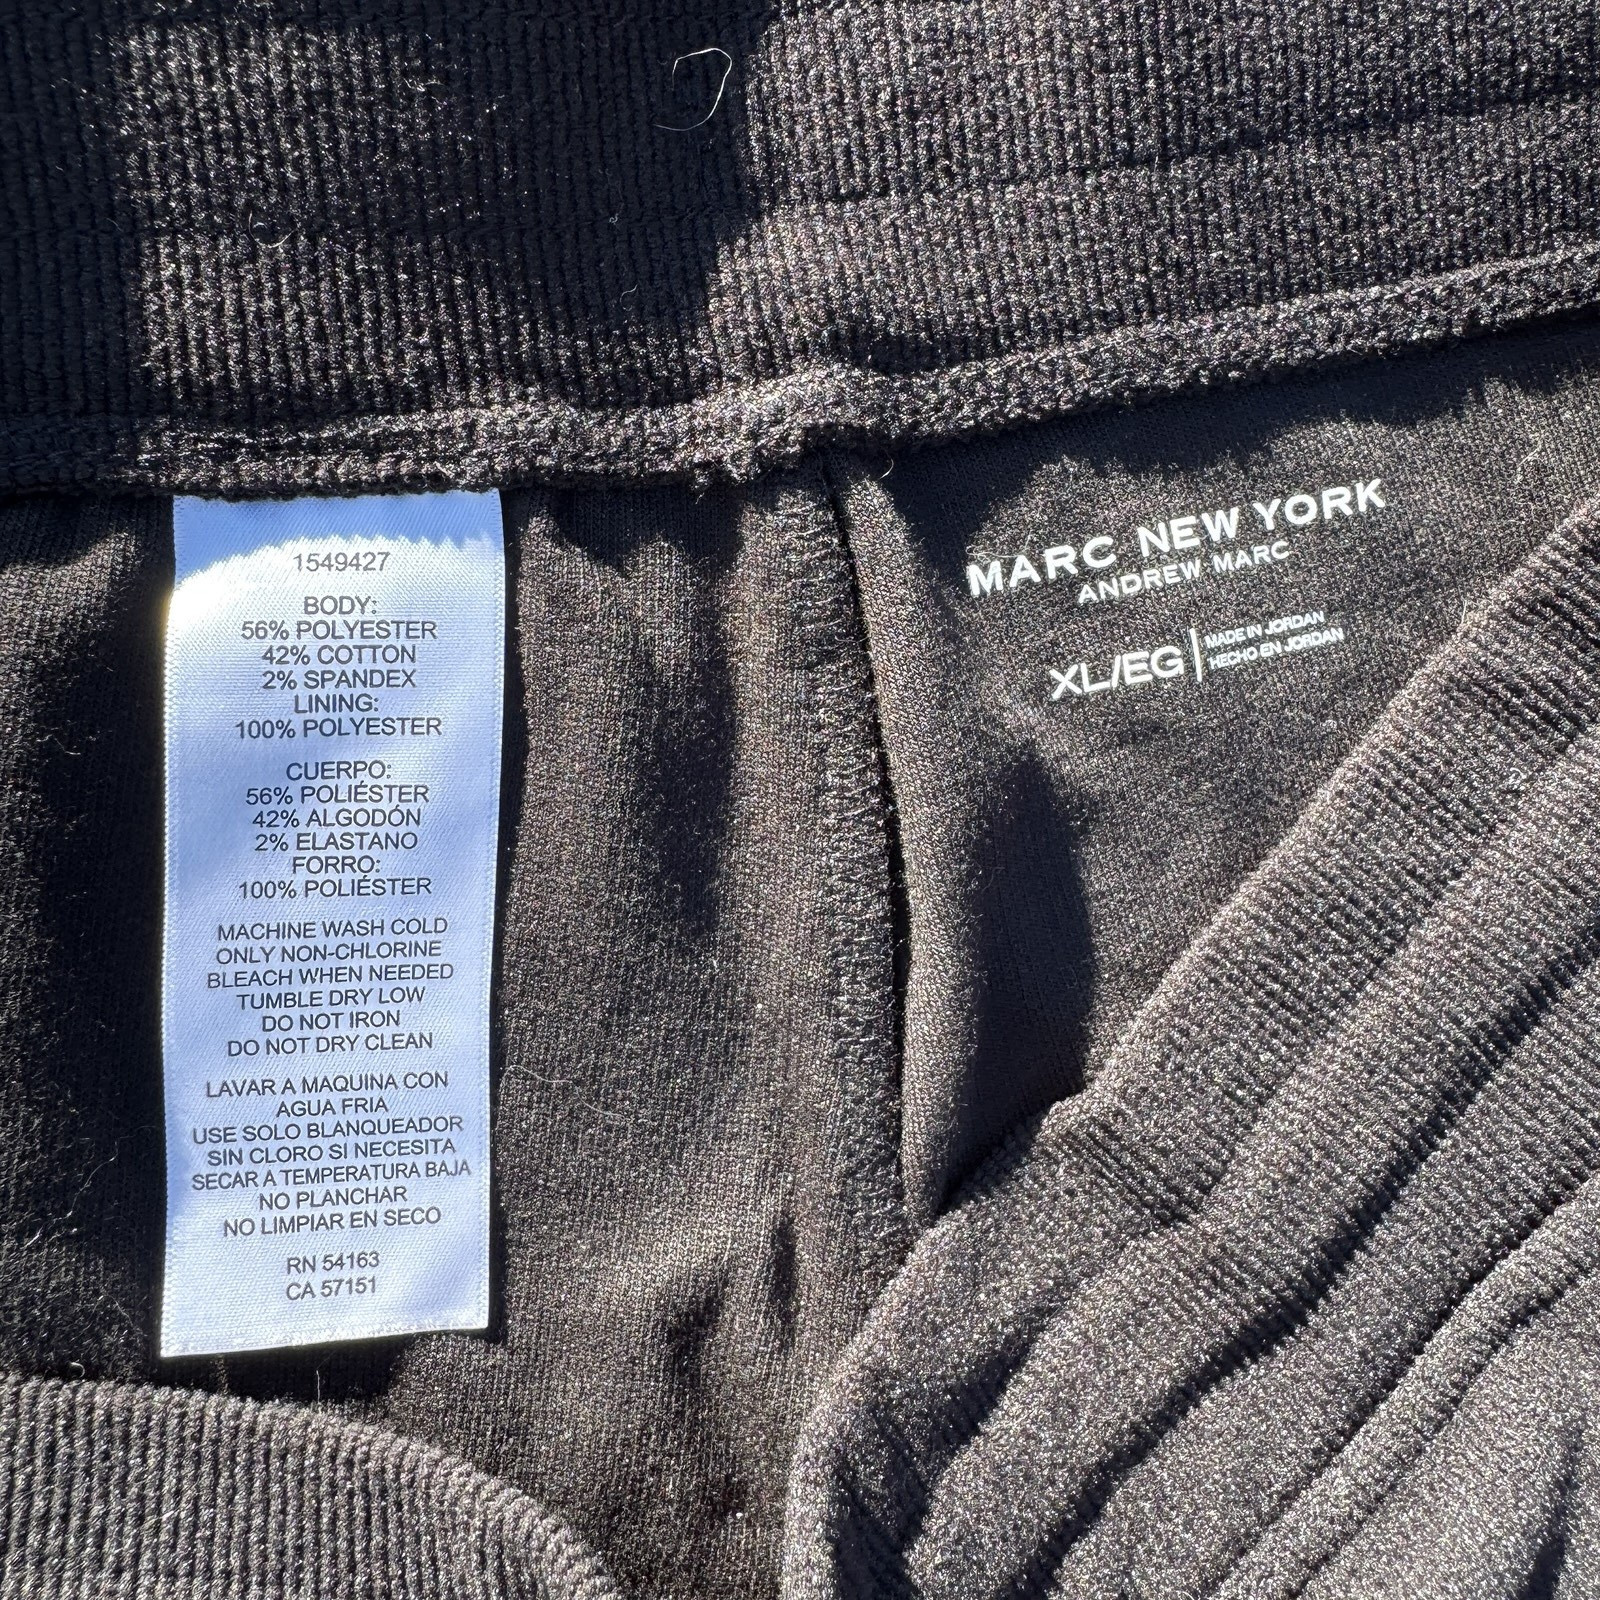 1549427
BODY:
56% POLYESTER
42% COTTON
2% SPANDEX
LINING:
100% POLYESTER
CUERPO:
56% POLIÉSTER
42% ALGODÓN
2% ELASTANO
FORRO:
100% POLIÉSTER
MACHINE WASH COLD
ONLY NON-CHLORINE
BLEACH WHEN NEEDED
TUMBLE DRY LOW
DO NOT IRON
DO NOT DRY CLEAN
LAVAR A MAQUINA CON
AGUA FRIA
USE SOLO BLANQUEADOR
SIN CLORO SI NECESITA
SECAR A TEMPERATURA BAJA
NO PLANCHAR
NO LIMPIAR EN SECO
RN 54163
CA 57151
MARC NEW YORK
ANDREW MARC
XL/EG
MADE IN JORDAN
HECHO EN JORDAN